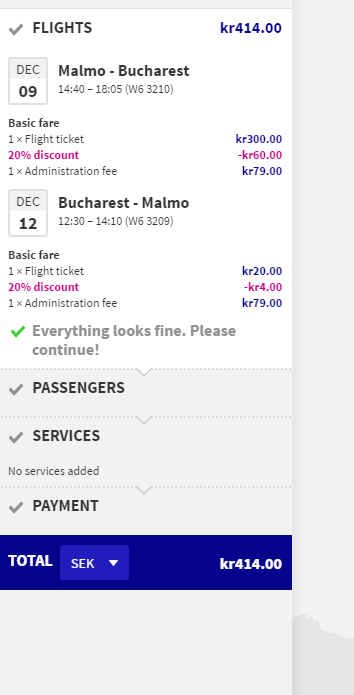 FLIGHTS kr414.00
DEC
09
Malmo - Bucharest
14:40 – 18:05 (W6 3210)
Basic fare
1 × Flight ticket kr300.00
20% discount -kr60.00
1 × Administration fee kr79.00
DEC
12
Bucharest - Malmo
12:30 – 14:10 (W6 3209)
Basic fare
1 × Flight ticket kr20.00
20% discount -kr4.00
1 × Administration fee kr79.00
Everything looks fine. Please
continue!
PASSENGERS
SERVICES
No services added
PAYMENT
TOTAL SEK kr414.00